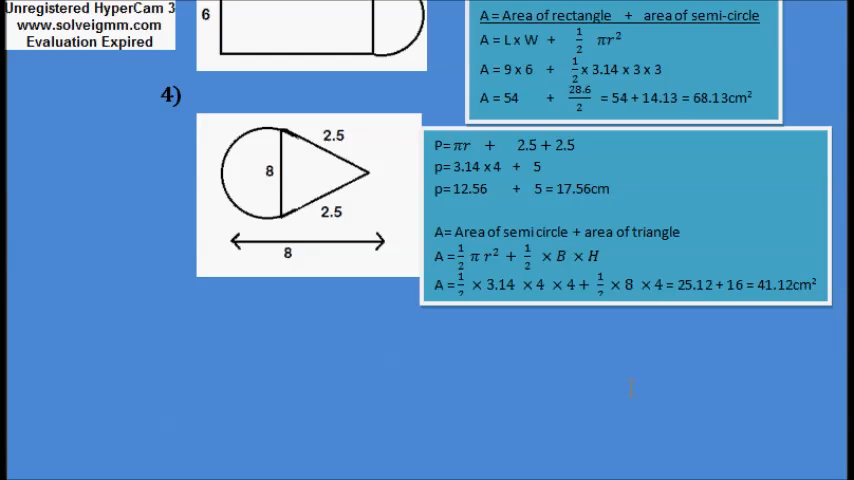 Unregistered HyperCam 3
www.solveigmm.com
Evaluation Expired
6
A = Area of rectangle + area of semi-circle
A = L x W + 1/2 πr²
A = 9 x 6 + 1/2 x 3.14 x 3 x 3
A = 54 + 28.6/2 = 54 + 14.13 = 68.13cm²
4)
2.5
8
2.5
8
P= πr + 2.5 + 2.5
p= 3.14 x 4 + 5
p= 12.56 + 5 = 17.56cm
A= Area of semi circle + area of triangle
A = 1/2 π r² + 1/2 × B × H
A = 1/2 × 3.14 × 4 × 4 + 1/2 × 8 × 4 = 25.12 + 16 = 41.12cm²